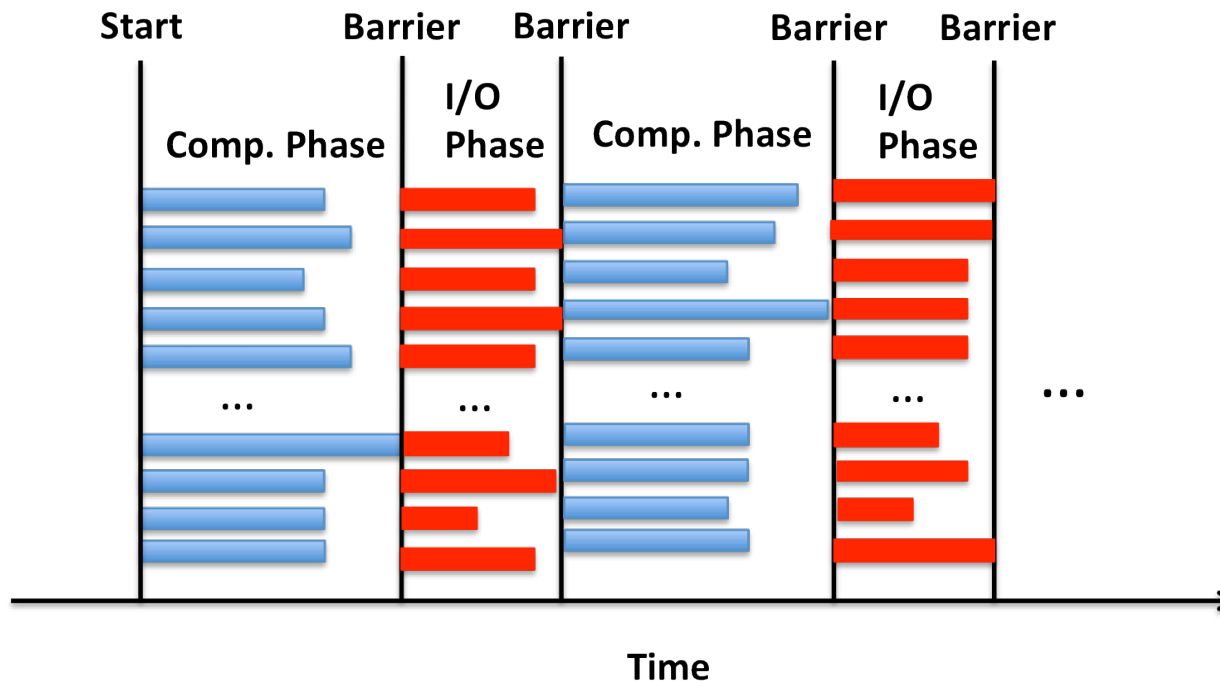 Start
Barrier
Barrier
Barrier
Barrier
Comp. Phase
I/O
Phase
Comp. Phase
I/O
Phase
...
...
...
...
...
Time